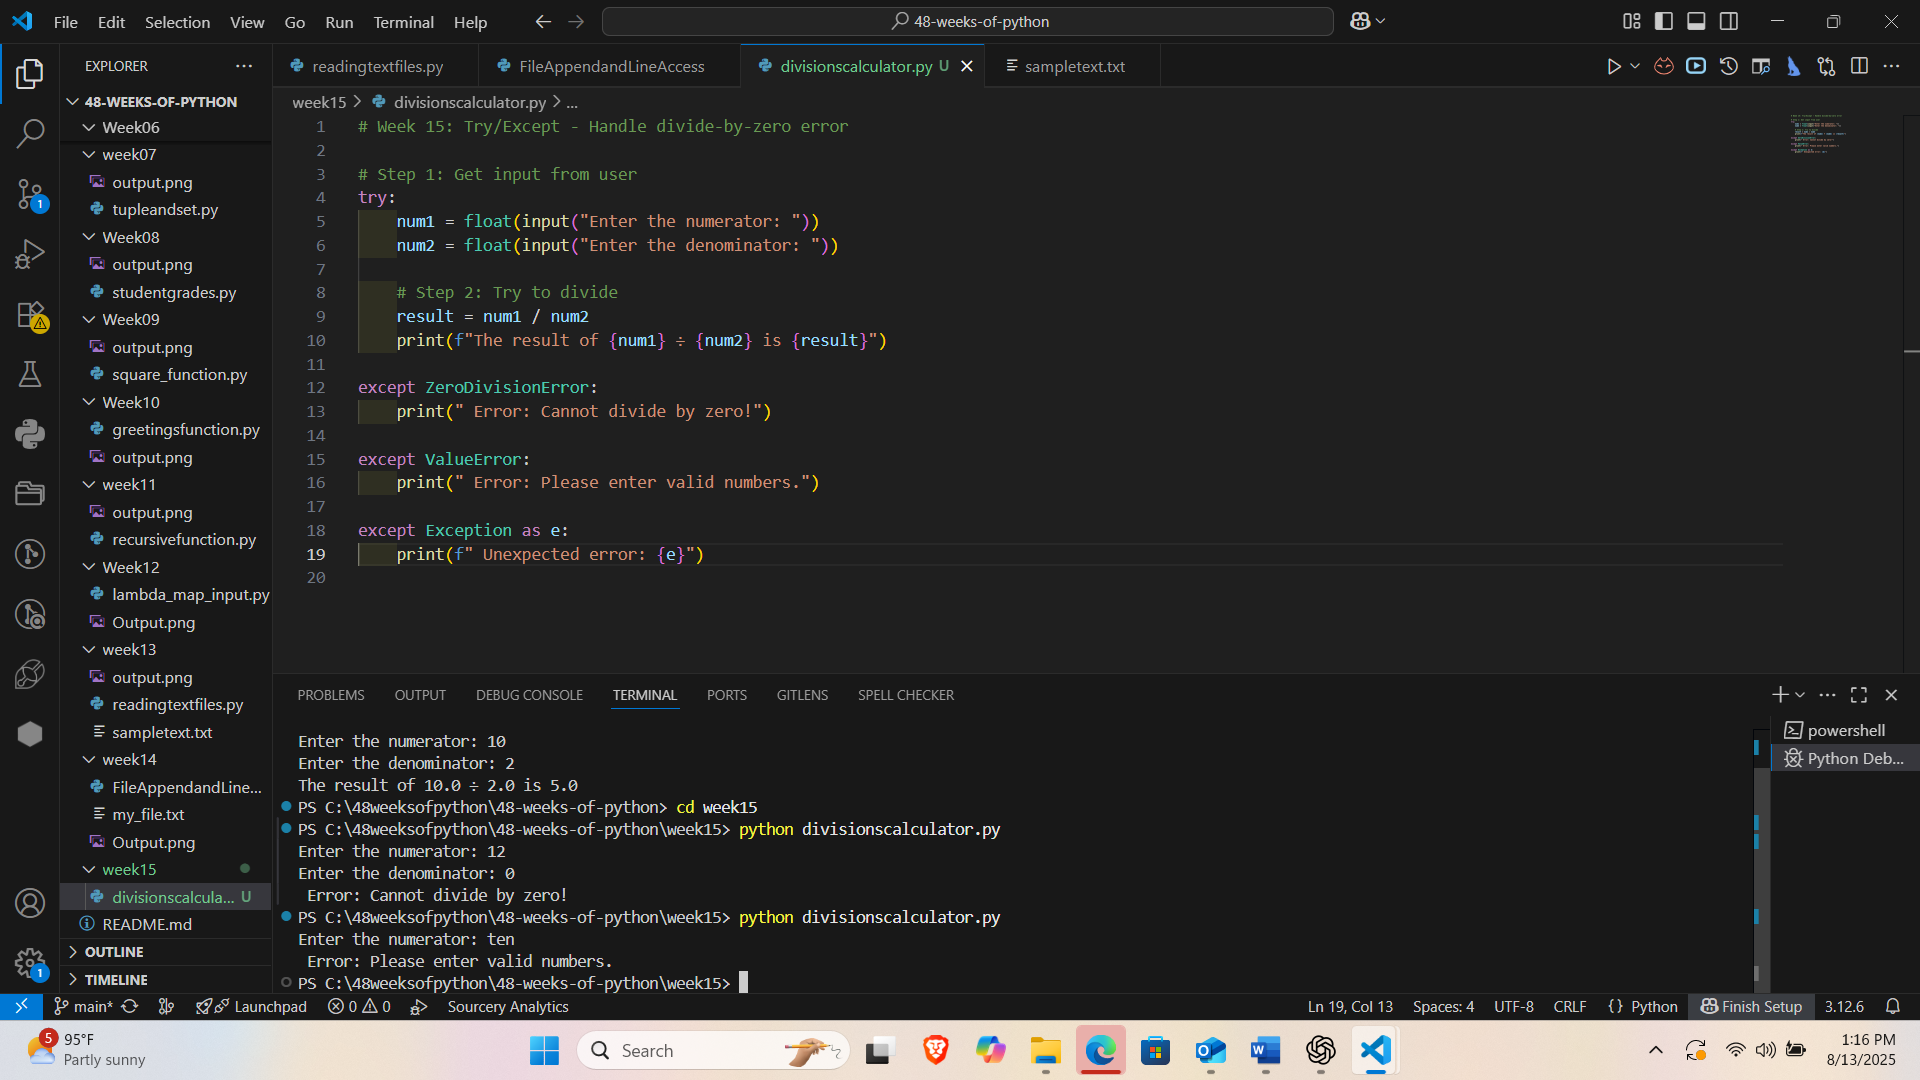 File Edit Selection View Go Run Terminal Help
48-weeks-of-python
EXPLORER
48-WEEKS-OF-PYTHON
Week06
week07
output.png
tupleandset.py
Week08
output.png
studentgrades.py
Week09
output.png
square_function.py
Week10
greetingsfunction.py
output.png
week11
output.png
recursivefunction.py
Week12
lambda_map_input.py
Output.png
week13
output.png
readingtextfiles.py
sampletext.txt
week14
FileAppendandLine...
my_file.txt
Output.png
week15
divisionscalcula... U
README.md
OUTLINE
TIMELINE
1
1
readingtextfiles.py
FileAppendandLineAccess
divisionscalculator.py U
sampletext.txt
week15 > divisionscalculator.py > ...
1 # Week 15: Try/Except - Handle divide-by-zero error
2
3 # Step 1: Get input from user
4 try:
5 num1 = float(input("Enter the numerator: "))
6 num2 = float(input("Enter the denominator: "))
7
8 # Step 2: Try to divide
9 result = num1 / num2
10 print(f"The result of {num1} ÷ {num2} is {result}")
11
12 except ZeroDivisionError:
13 print(" Error: Cannot divide by zero!")
14
15 except ValueError:
16 print(" Error: Please enter valid numbers.")
17
18 except Exception as e:
19 print(f" Unexpected error: {e}")
20
PROBLEMS OUTPUT DEBUG CONSOLE TERMINAL PORTS GITLENS SPELL CHECKER
Enter the numerator: 10
Enter the denominator: 2
The result of 10.0 ÷ 2.0 is 5.0
PS C:\48weeksofpython\48-weeks-of-python> cd week15
PS C:\48weeksofpython\48-weeks-of-python\week15> python divisionscalculator.py
Enter the numerator: 12
Enter the denominator: 0
Error: Cannot divide by zero!
PS C:\48weeksofpython\48-weeks-of-python\week15> python divisionscalculator.py
Enter the numerator: ten
Error: Please enter valid numbers.
PS C:\48weeksofpython\48-weeks-of-python\week15>
powershell
Python Deb...
main* Launchpad 0 0 Sourcery Analytics
Ln 19, Col 13 Spaces: 4 UTF-8 CRLF {} Python Finish Setup 3.12.6
5
95°F
Partly sunny
Search
1:16 PM
8/13/2025